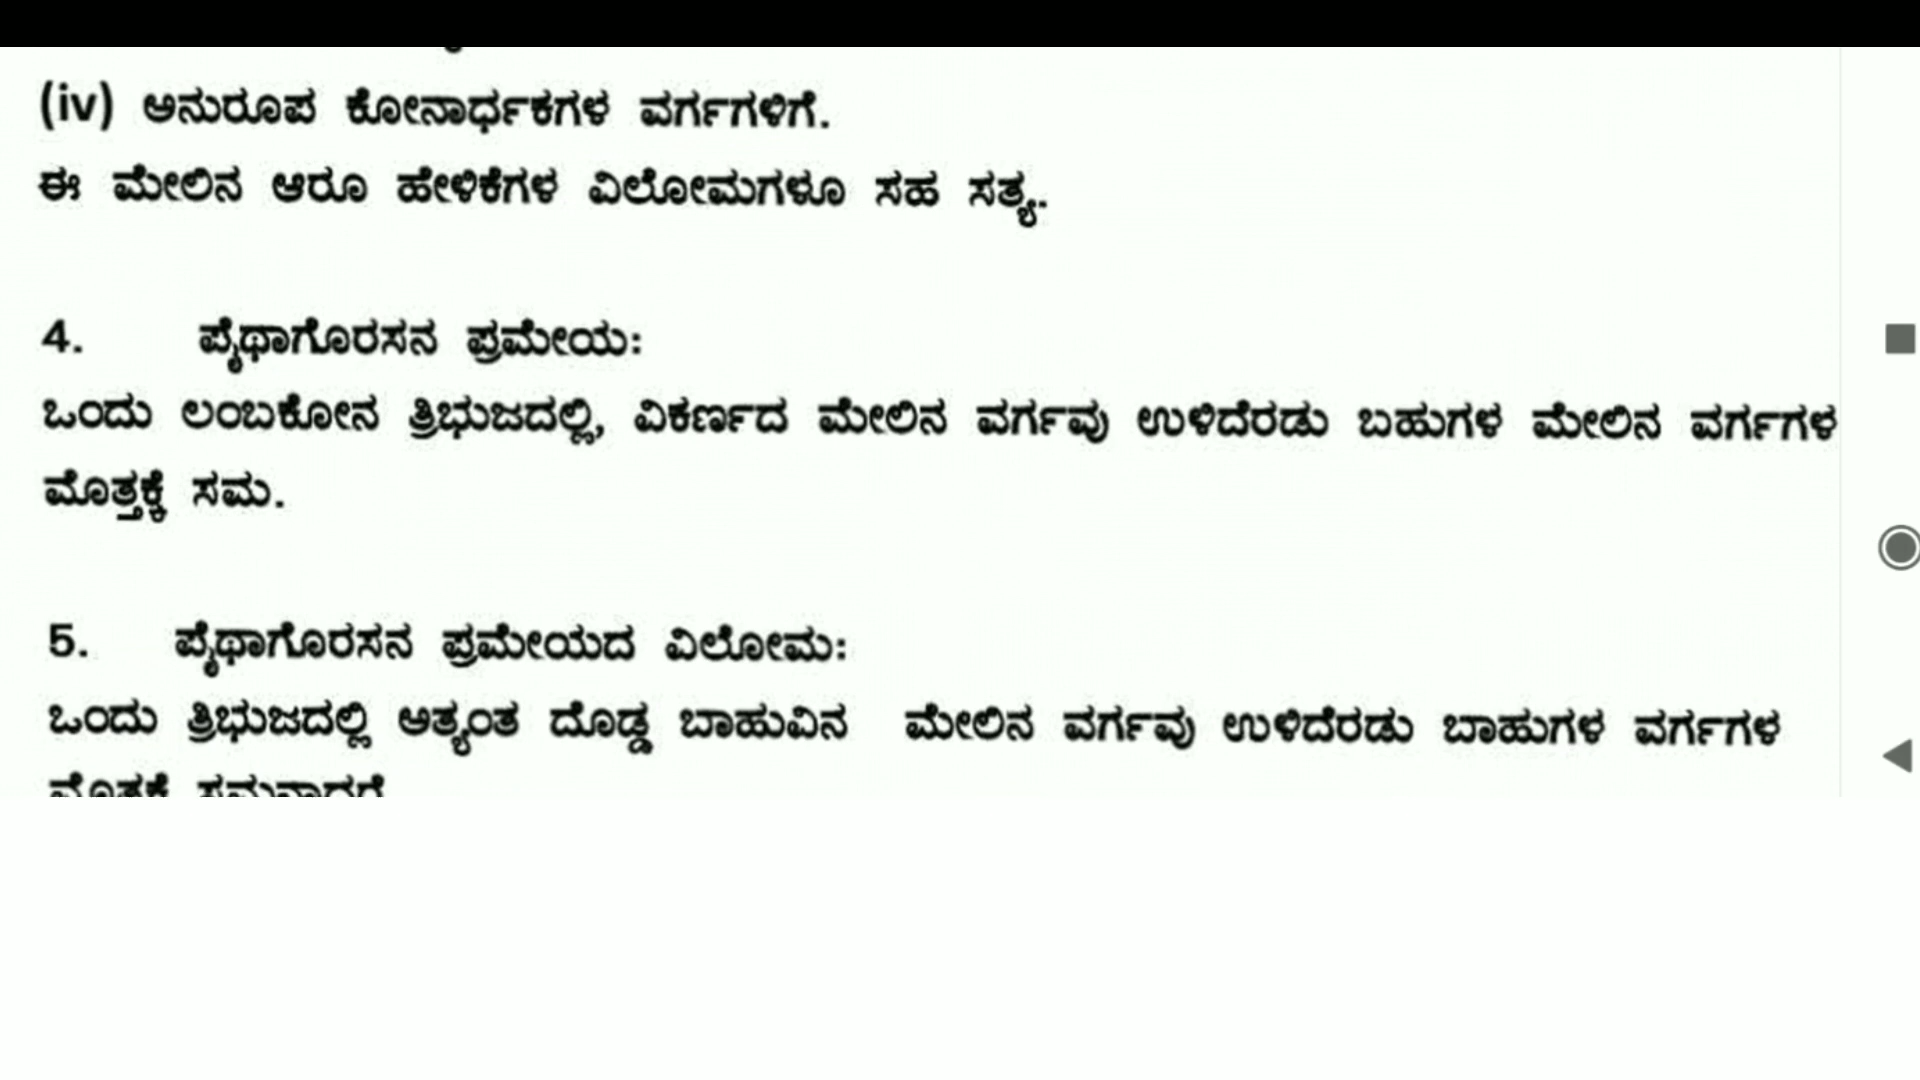 (iv) ಅನುರೂಪ ಕೋನಾರ್ಧಕಗಳ ವರ್ಗಗಳಿಗೆ.
ಈ ಮೇಲಿನ ಆರೂ ಹೇಳಿಕೆಗಳ ವಿಲೋಮಗಳೂ ಸಹ ಸತ್ಯ.
4. ಪೈಥಾಗೊರಸನ ಪ್ರಮೇಯ:
ಒಂದು ಲಂಬಕೋನ ತ್ರಿಭುಜದಲ್ಲಿ, ವಿಕರ್ಣದ ಮೇಲಿನ ವರ್ಗವು ಉಳಿದೆರಡು ಬಹುಗಳ ಮೇಲಿನ ವರ್ಗಗಳ
ಮೊತ್ತಕ್ಕೆ ಸಮ.
5. ಪೈಥಾಗೊರಸನ ಪ್ರಮೇಯದ ವಿಲೋಮ:
ಒಂದು ತ್ರಿಭುಜದಲ್ಲಿ ಅತ್ಯಂತ ದೊಡ್ಡ ಬಾಹುವಿನ ಮೇಲಿನ ವರ್ಗವು ಉಳಿದೆರಡು ಬಾಹುಗಳ ವರ್ಗಗಳ